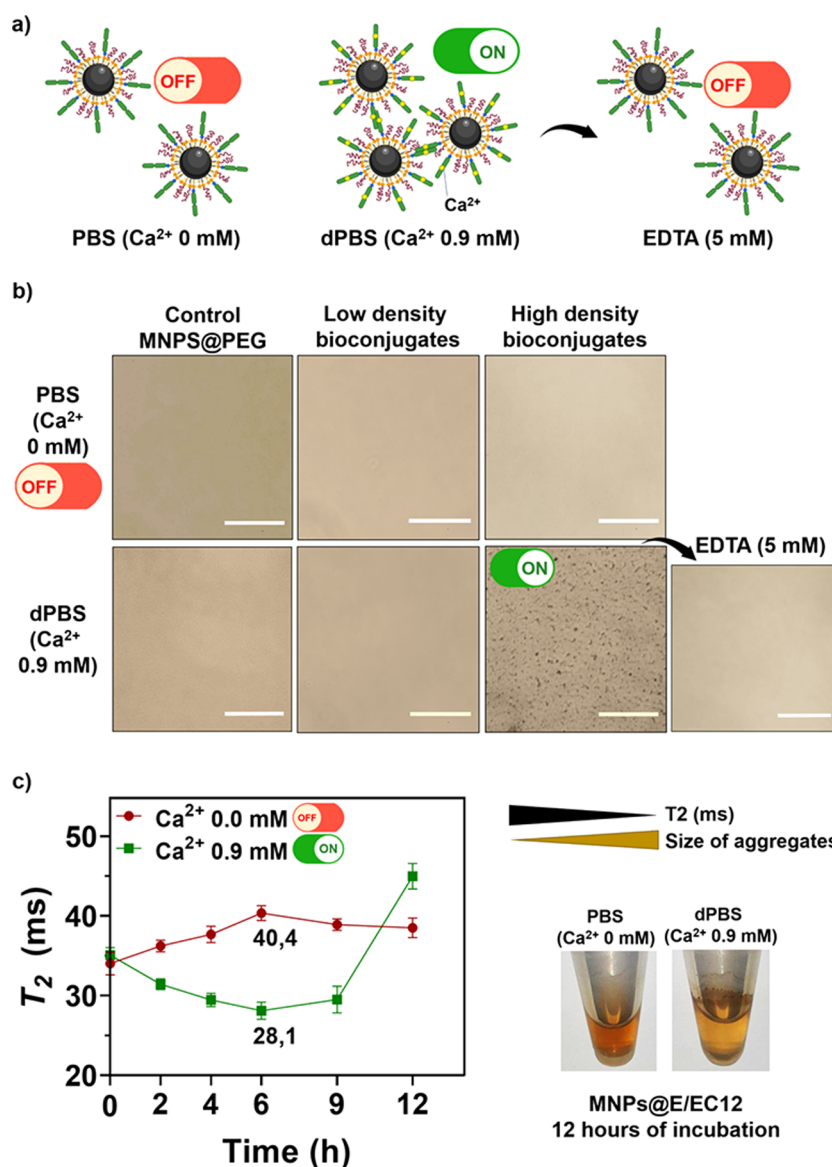 a)
OFF
ON
OFF
Ca²⁺
PBS (Ca²⁺ 0 mM)
dPBS (Ca²⁺ 0.9 mM)
EDTA (5 mM)
b)
Control
MNPS@PEG
Low density
bioconjugates
High density
bioconjugates
PBS
(Ca²⁺
0 mM)
OFF
dPBS
(Ca²⁺
0.9 mM)
ON
EDTA (5 mM)
c)
Ca²⁺ 0.0 mM OFF
Ca²⁺ 0.9 mM ON
50
40
30
20
T₂ (ms)
40,4
28,1
0 2 4 6 9 12
Time (h)
T2 (ms)
Size of aggregates
PBS
(Ca²⁺ 0 mM)
dPBS
(Ca²⁺ 0.9 mM)
MNPs@E/EC12
12 hours of incubation